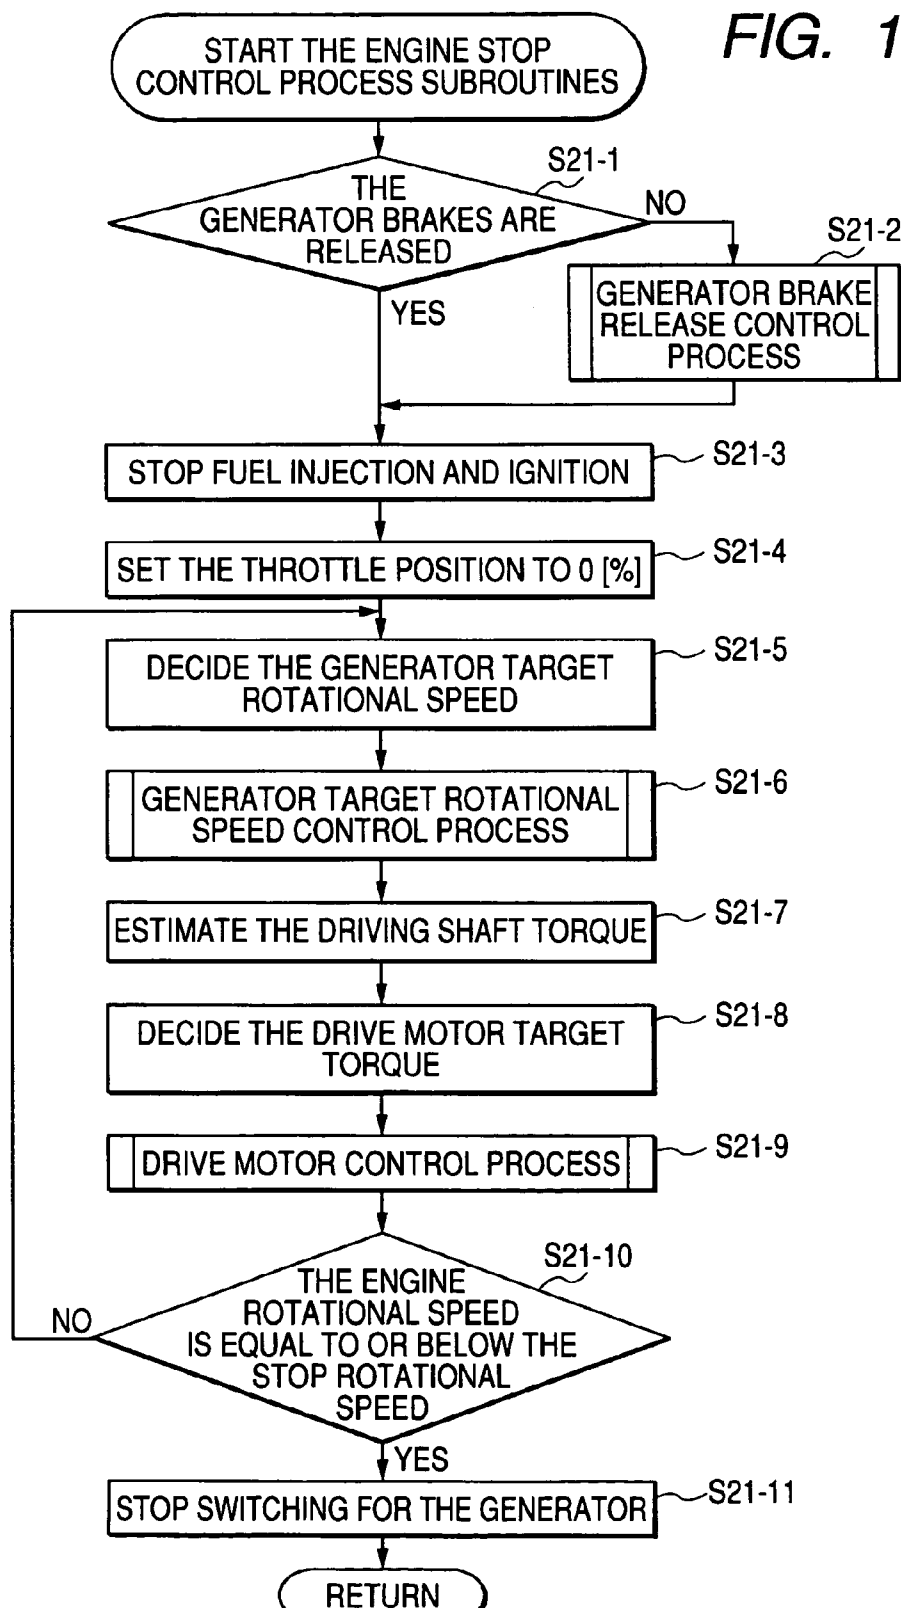 FIG. 1
START THE ENGINE STOP
CONTROL PROCESS SUBROUTINES
S21-1
THE
GENERATOR BRAKES ARE
RELEASED
NO
YES
S21-2
GENERATOR BRAKE
RELEASE CONTROL
PROCESS
S21-3
STOP FUEL INJECTION AND IGNITION
S21-4
SET THE THROTTLE POSITION TO 0 [%]
S21-5
DECIDE THE GENERATOR TARGET
ROTATIONAL SPEED
S21-6
GENERATOR TARGET ROTATIONAL
SPEED CONTROL PROCESS
S21-7
ESTIMATE THE DRIVING SHAFT TORQUE
S21-8
DECIDE THE DRIVE MOTOR TARGET
TORQUE
S21-9
DRIVE MOTOR CONTROL PROCESS
S21-10
THE ENGINE
ROTATIONAL SPEED
IS EQUAL TO OR BELOW THE
STOP ROTATIONAL
SPEED
NO
YES
S21-11
STOP SWITCHING FOR THE GENERATOR
RETURN